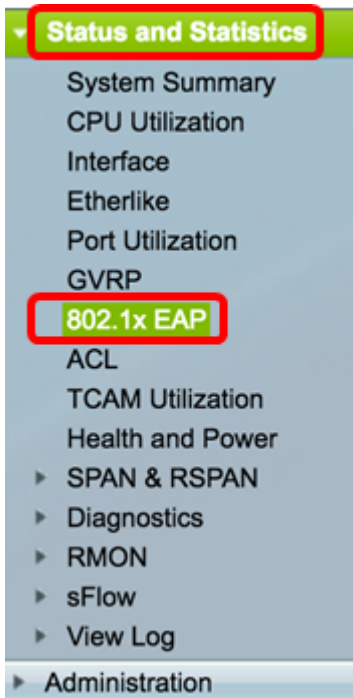 Status and Statistics
System Summary
CPU Utilization
Interface
Etherlike
Port Utilization
GVRP
802.1x EAP
ACL
TCAM Utilization
Health and Power
SPAN & RSPAN
Diagnostics
RMON
sFlow
View Log
Administration